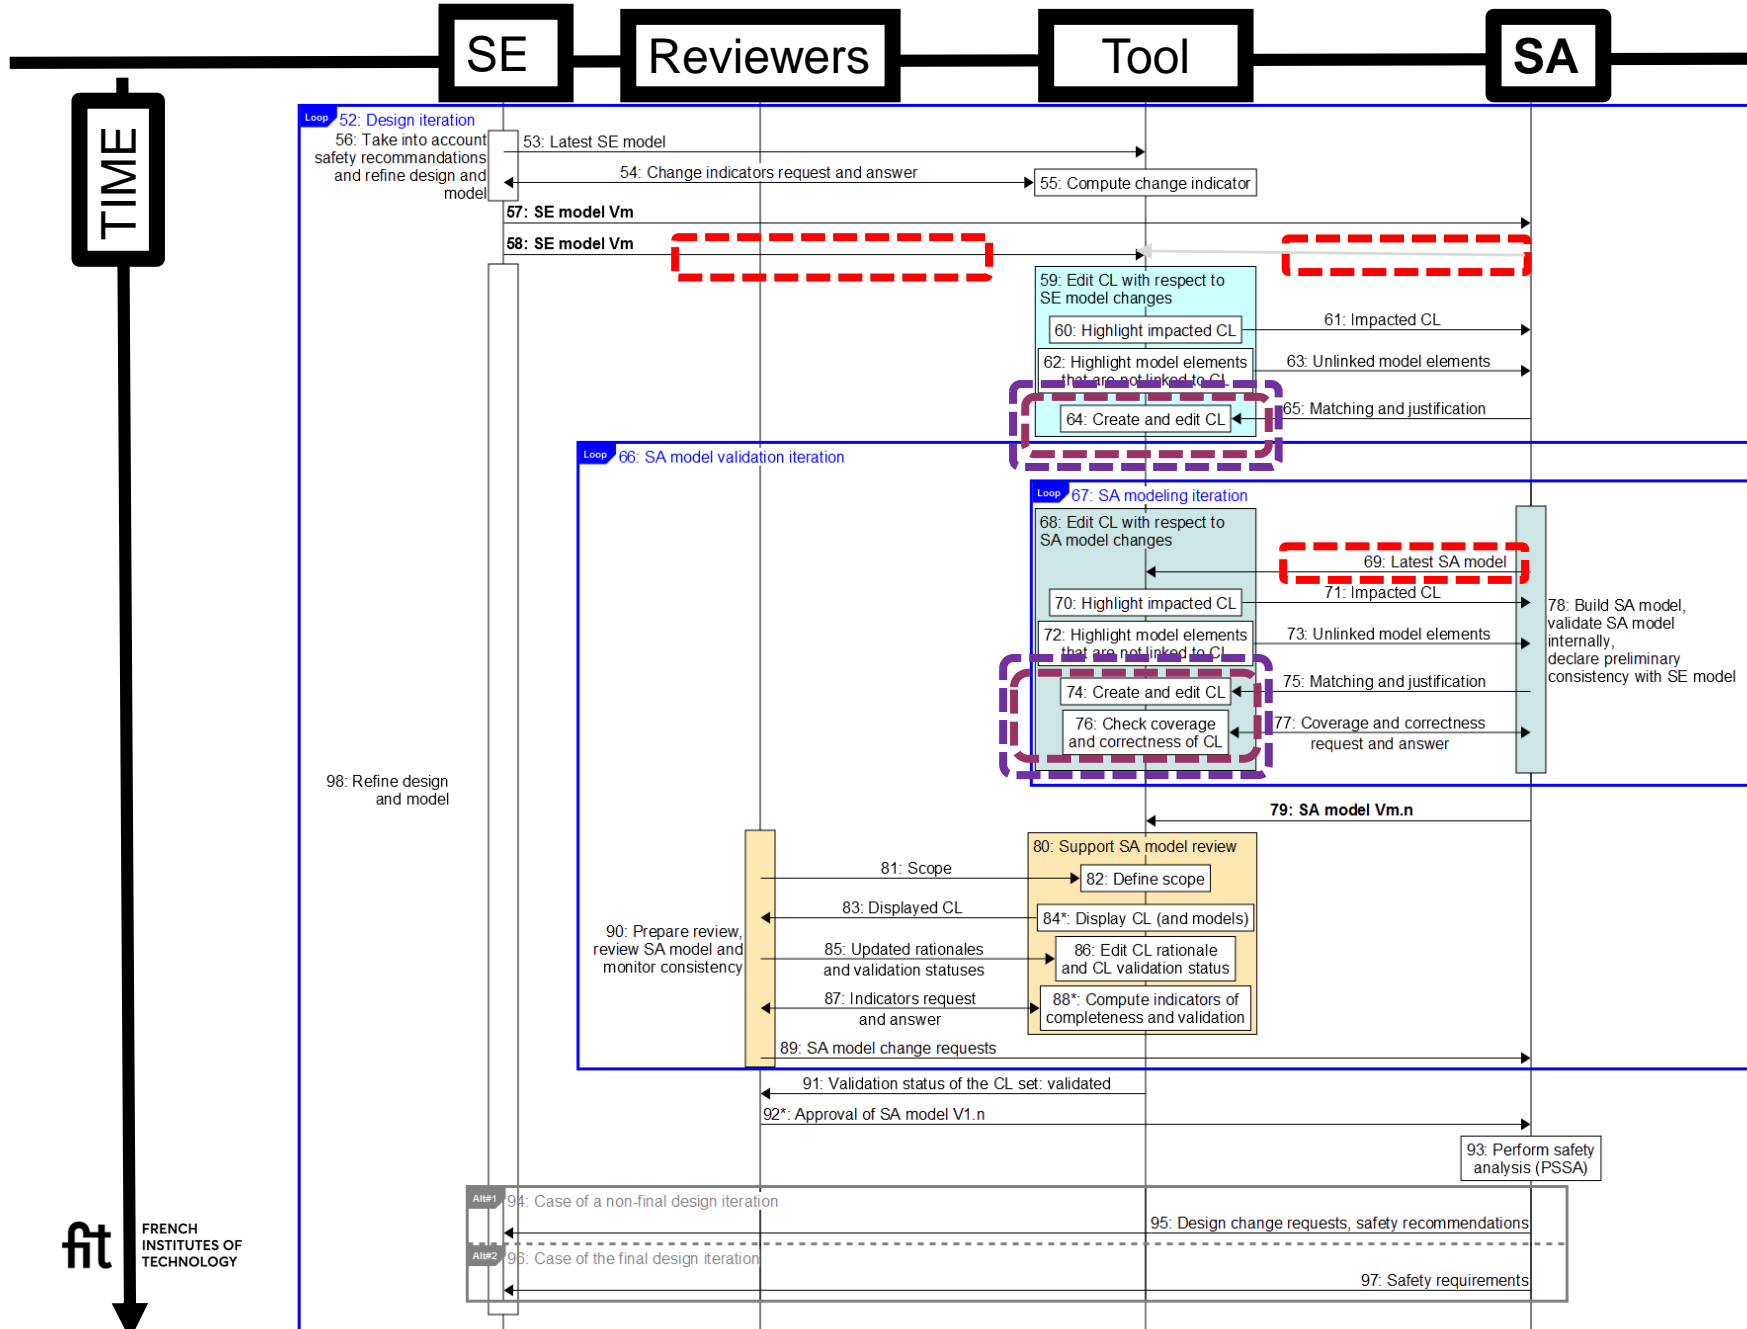 SE
Reviewers
Tool
SA
TIME
Loop
52: Design iteration
56: Take into account
safety recommandations
and refine design and
model
53: Latest SE model
54: Change indicators request and answer
55: Compute change indicator
57: SE model Vm
58: SE model Vm
59: Edit CL with respect to
SE model changes
60: Highlight impacted CL
61: Impacted CL
62: Highlight model elements
that are not linked to CL
63: Unlinked model elements
64: Create and edit CL
65: Matching and justification
Loop
66: SA model validation iteration
Loop
67: SA modeling iteration
68: Edit CL with respect to
SA model changes
69: Latest SA model
70: Highlight impacted CL
71: Impacted CL
72: Highlight model elements
that are not linked to CL
73: Unlinked model elements
74: Create and edit CL
75: Matching and justification
76: Check coverage
and correctness of CL
77: Coverage and correctness
request and answer
78: Build SA model,
validate SA model
internally,
declare preliminary
consistency with SE model
98: Refine design
and model
79: SA model Vm.n
80: Support SA model review
81: Scope
82: Define scope
83: Displayed CL
84*: Display CL (and models)
90: Prepare review,
review SA model and
monitor consistency
85: Updated rationales
and validation statuses
86: Edit CL rationale
and CL validation status
87: Indicators request
and answer
88*: Compute indicators of
completeness and validation
89: SA model change requests
91: Validation status of the CL set: validated
92*: Approval of SA model V1.n
93: Perform safety
analysis (PSSA)
Alt#1
94: Case of a non-final design iteration
95: Design change requests, safety recommendations
Alt#2
96: Case of the final design iteration
97: Safety requirements
fit
FRENCH
INSTITUTES OF
TECHNOLOGY